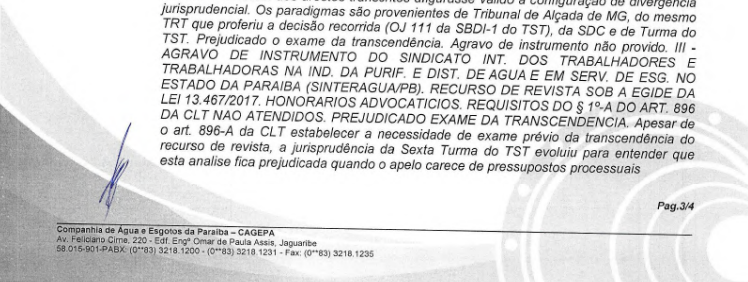 transcritos afigurasse válido a configuração de divergência
jurisprudencial. Os paradigmas são provenientes de Tribunal de Alçada de MG, do mesmo
TRT que proferiu a decisão recorrida (OJ 111 da SBDI-1 do TST), da SDC e de Turma do
TST. Prejudicado o exame da transcendência. Agravo de instrumento não provido. III -
AGRAVO DE INSTRUMENTO DO SINDICATO INT. DOS TRABALHADORES E
TRABALHADORAS NA IND. DA PURIF. E DIST. DE AGUA E EM SERV. DE ESG. NO
ESTADO DA PARAIBA (SINTERAGUA/PB). RECURSO DE REVISTA SOB A EGIDE DA
LEI 13.467/2017. HONORARIOS ADVOCATICIOS. REQUISITOS DO § 1º-A DO ART. 896
DA CLT NAO ATENDIDOS. PREJUDICADO EXAME DA TRANSCENDENCIA. Apesar de
o art. 896-A da CLT estabelecer a necessidade de exame prévio da transcendência do
recurso de revista, a jurisprudência da Sexta Turma do TST evoluiu para entender que
esta analise fica prejudicada quando o apelo carece de pressupostos processuais
Pag.3/4
Companhia de Água e Esgotos da Paraíba – CAGEPA
Av. Feliciano Cirne, 220 - Edf. Engº Omar de Paula Assis, Jaguaribe
58.015-901-PABX: (0**83) 3218.1200 - (0**83) 3218.1231 - Fax: (0**83) 3218.1235